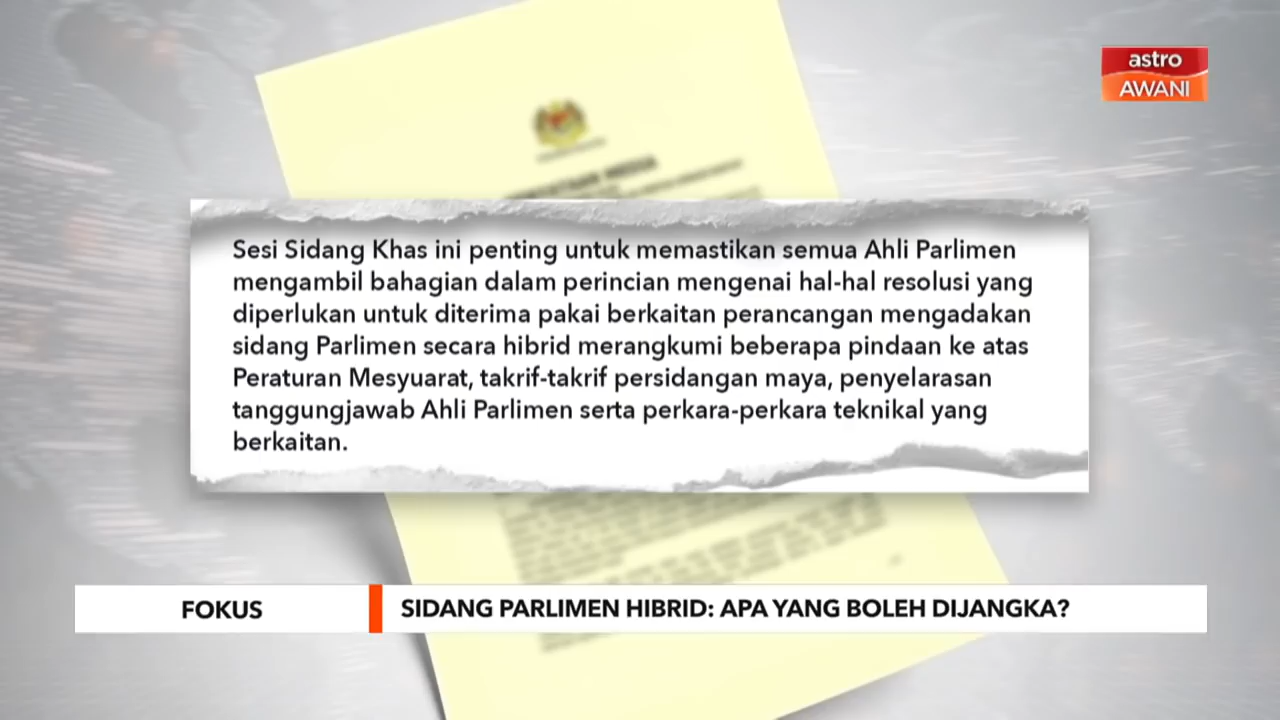 astro
AWANI
Sesi Sidang Khas ini penting untuk memastikan semua Ahli Parlimen
mengambil bahagian dalam perincian mengenai hal-hal resolusi yang
diperlukan untuk diterima pakai berkaitan perancangan mengadakan
sidang Parlimen secara hibrid merangkumi beberapa pindaan ke atas
Peraturan Mesyuarat, takrif-takrif persidangan maya, penyelarasan
tanggungjawab Ahli Parlimen serta perkara-perkara teknikal yang
berkaitan.
FOKUS
SIDANG PARLIMEN HIBRID: APA YANG BOLEH DIJANGKA?